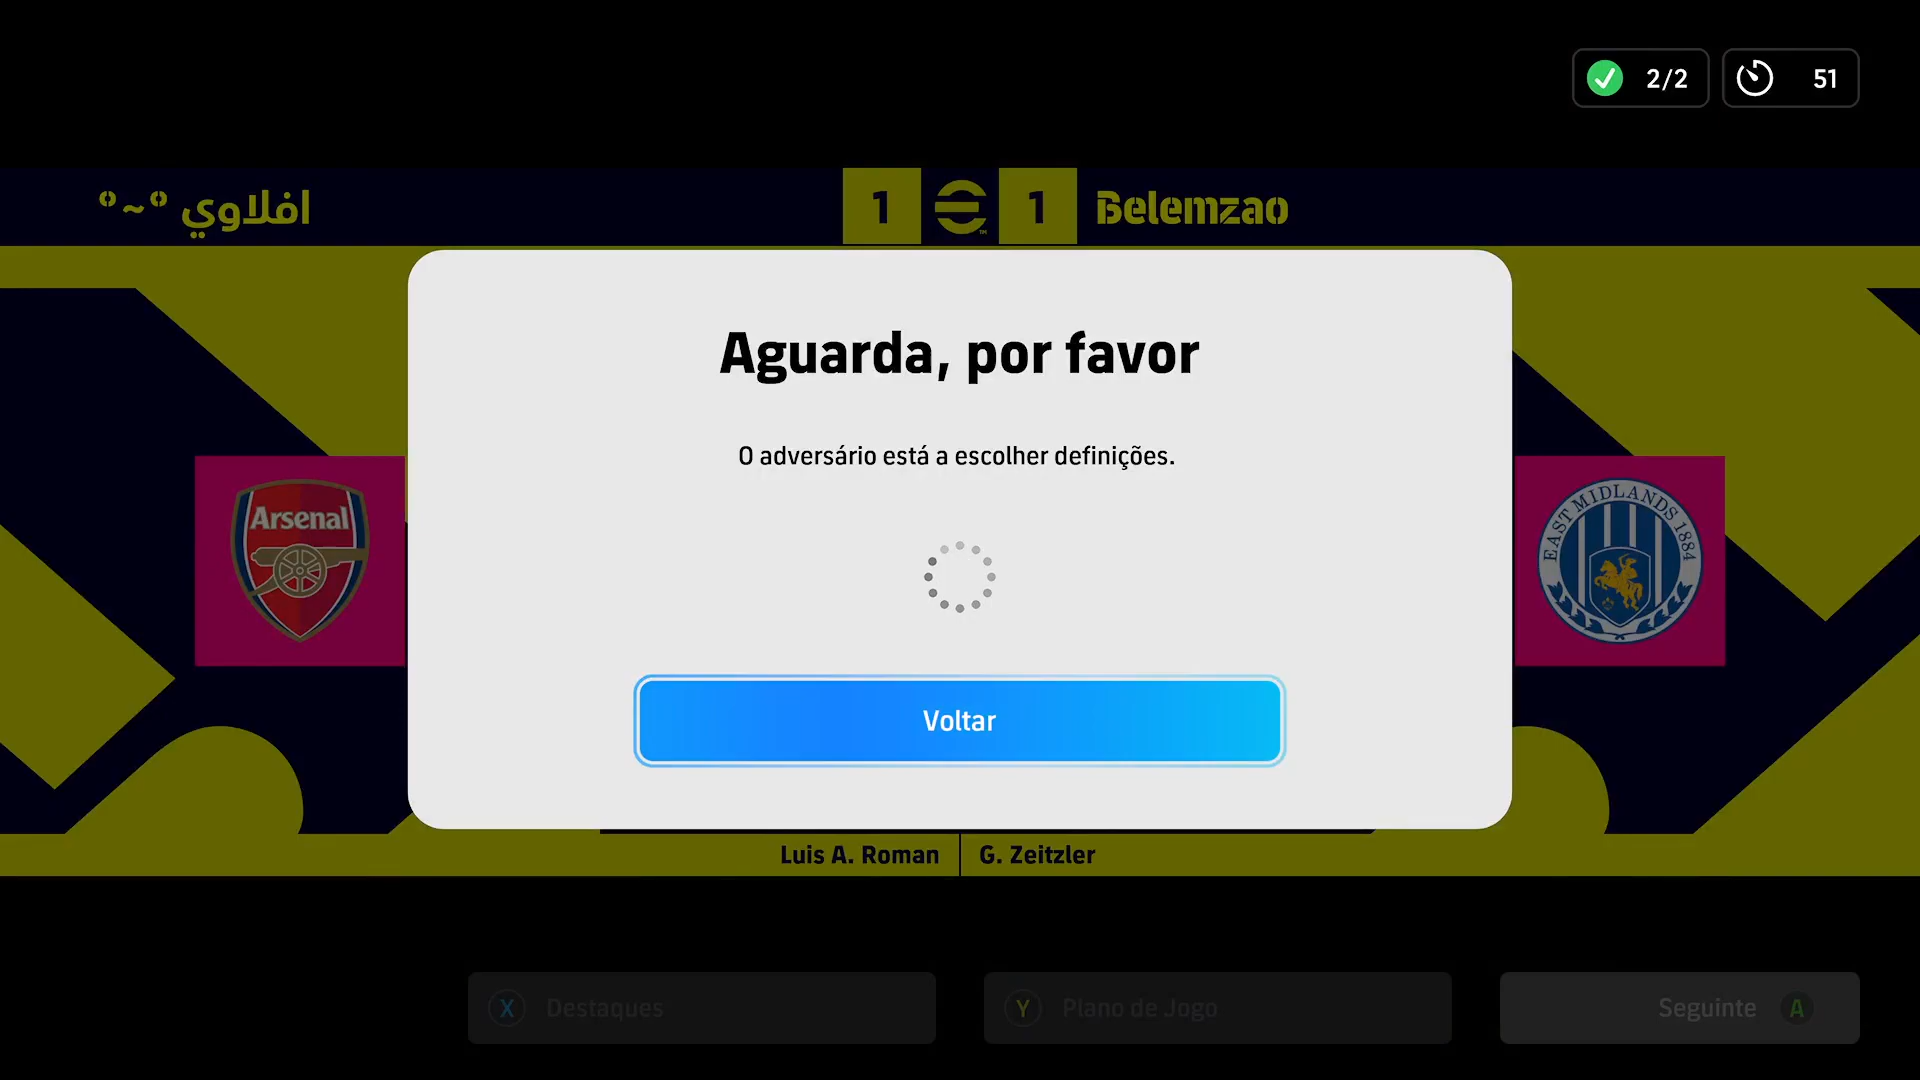 2/2
51
افلاوي °~°
1
1
Belemzao
Aguarda, por favor
O adversário está a escolher definições.
Arsenal
EAST MIDLANDS 1884
Voltar
Luis A. Roman
G. Zeitzler
X Destaques
Y Plano de Jogo
Seguinte A